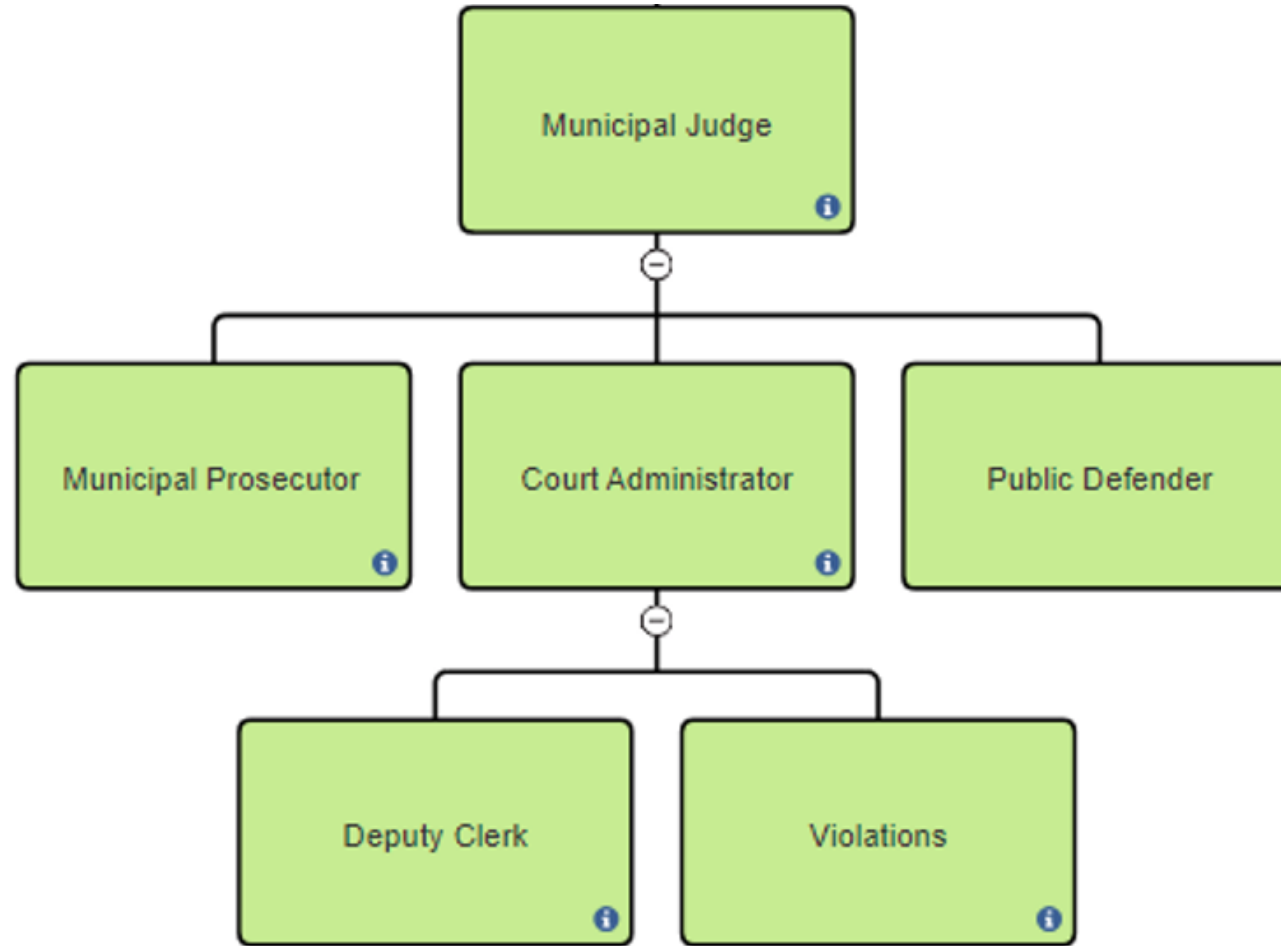 Municipal Judge
Municipal Prosecutor
Court Administrator
Public Defender
Deputy Clerk
Violations